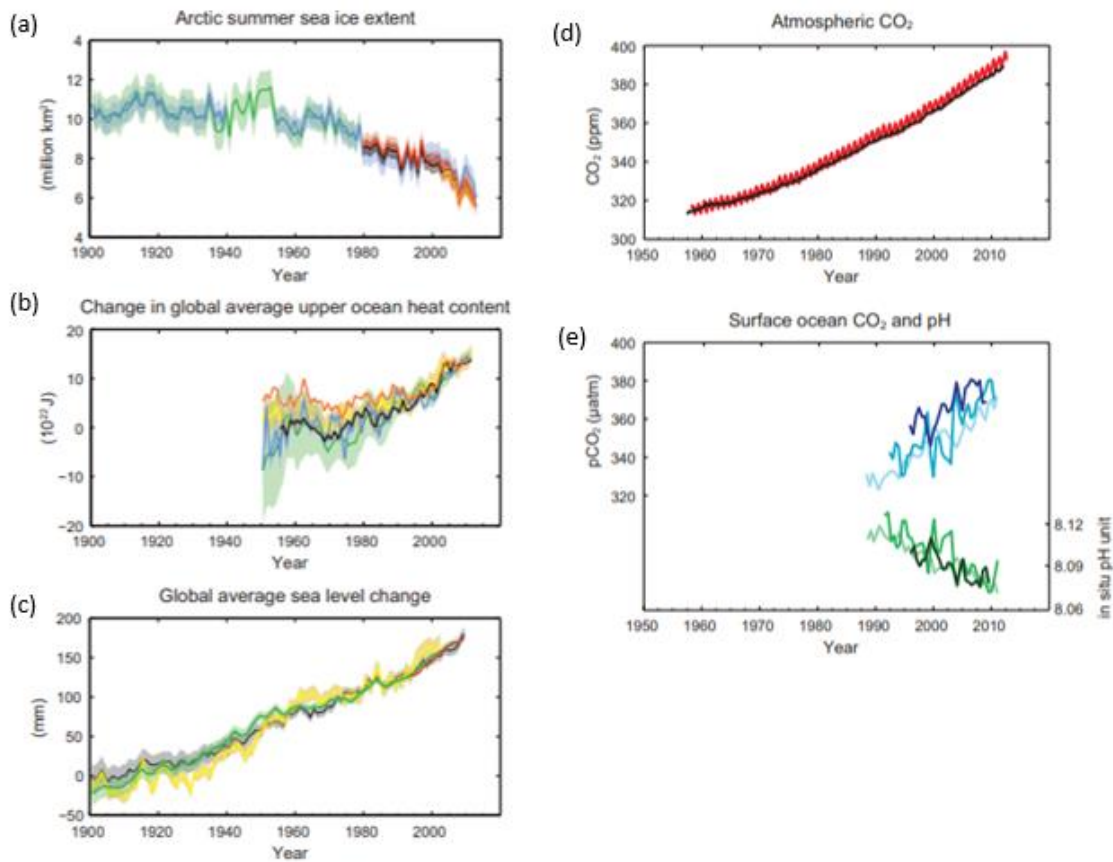 (a)
Arctic summer sea ice extent
4
12
10
8
6
4
(million km²)
1900 1920 1940 1960 1980 2000
Year
(b)
Change in global average upper ocean heat content
20
10
0
−10
−20
(10²² J)
1900 1920 1940 1960 1980 2000
Year
(c)
Global average sea level change
200
150
100
50
0
−50
(mm)
1900 1920 1940 1960 1980 2000
Year
(d)
Atmospheric CO₂
400
380
360
340
320
300
CO₂ (ppm)
1950 1960 1970 1980 1990 2000 2010
Year
(e)
Surface ocean CO₂ and pH
400
380
360
340
320
pCO₂ (µatm)
8.12
8.09
8.06
in situ pH unit
1950 1960 1970 1980 1990 2000 2010
Year